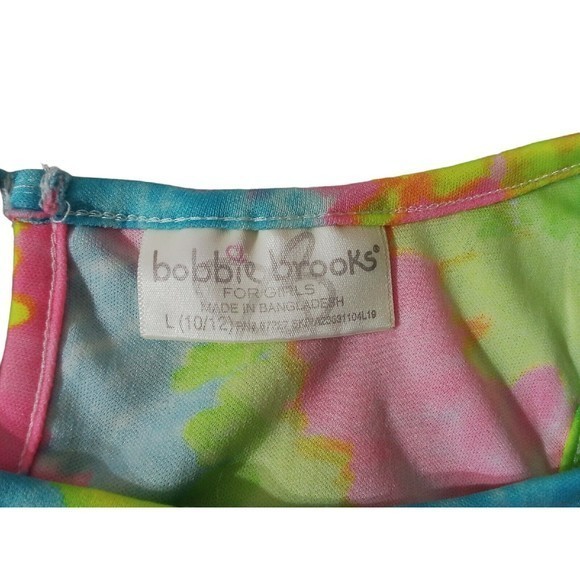 bobbie brooks®
FOR GIRLS
MADE IN BANGLADESH
L (10/12)